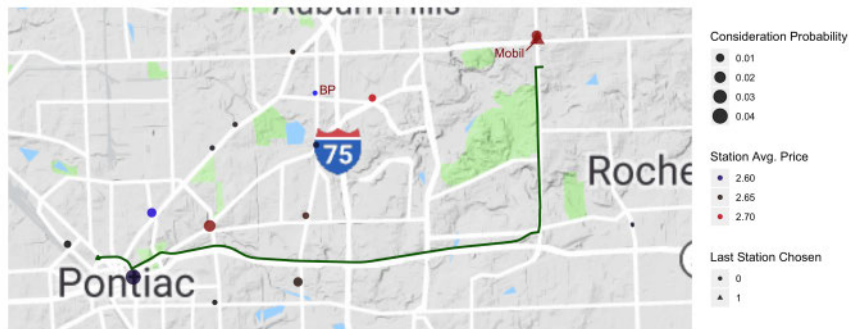 Auburn Hills
Mobil
BP
75
Roche
Pontiac
Consideration Probability
0.01
0.02
0.03
0.04
Station Avg. Price
2.60
2.65
2.70
Last Station Chosen
0
1